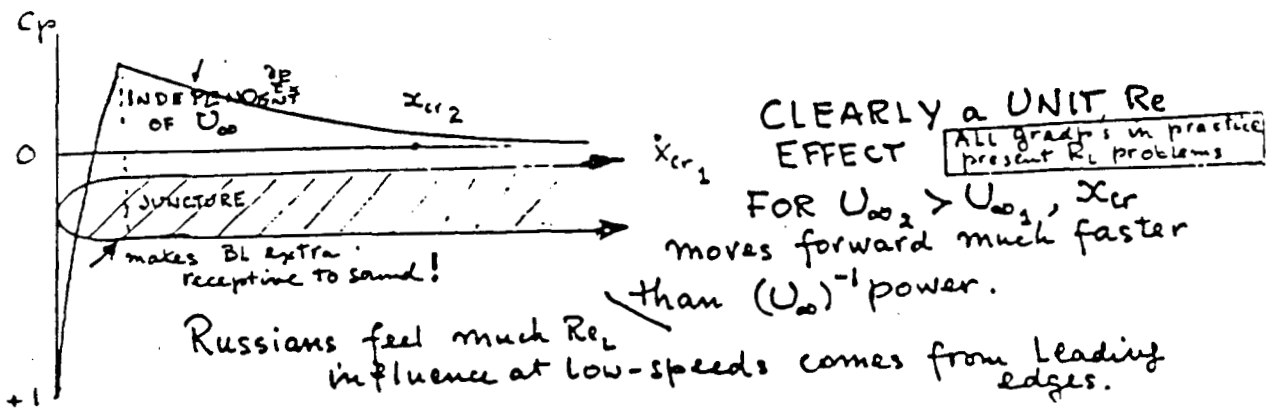 Cp
∂p/∂x
INDEPENDENT
OF U∞
xcr2
0
xcr1
JUNCTURE
makes BL extra
receptive to sound!
+1
CLEARLY a UNIT Re
EFFECT
All grad p's in practice
present RL problems
FOR U∞2 > U∞1, xcr
moves forward much faster
than (U∞)⁻¹ power.
Russians feel much ReL
influence at low-speeds comes from leading
edges.